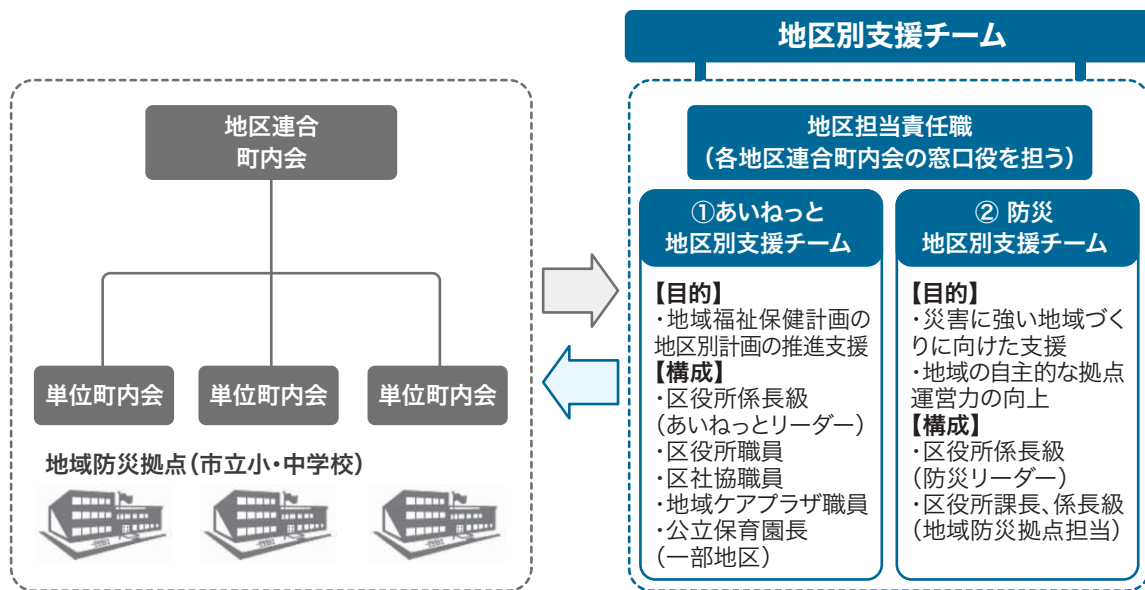 地区別支援チーム
地区連合
町内会
単位町内会
単位町内会
単位町内会
地域防災拠点（市立小・中学校）
地区担当責任職
（各地区連合町内会の窓口役を担う）
①あいねっと
地区別支援チーム
【目的】
・地域福祉保健計画の
地区別計画の推進支援
【構成】
・区役所係長級
（あいねっとリーダー）
・区役所職員
・区社協職員
・地域ケアプラザ職員
・公立保育園長
（一部地区）
② 防災
地区別支援チーム
【目的】
・災害に強い地域づく
りに向けた支援
・地域の自主的な拠点
運営力の向上
【構成】
・区役所係長級
（防災リーダー）
・区役所課長、係長級
（地域防災拠点担当）